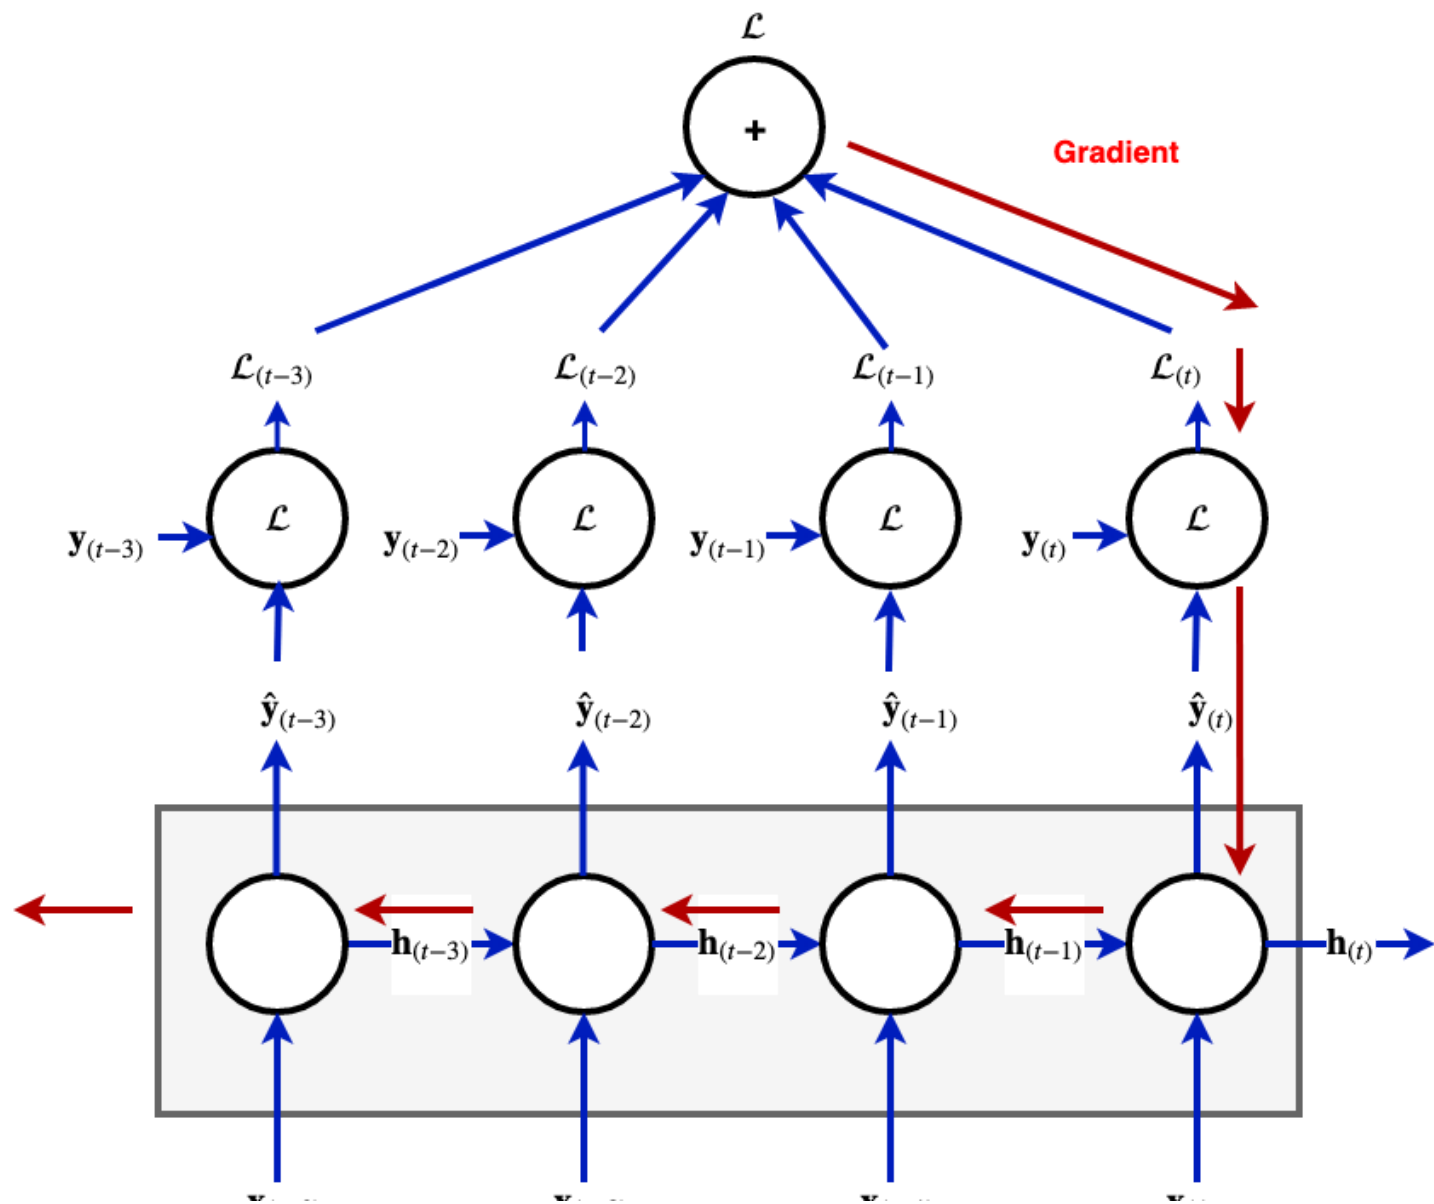 ℒ
+
Gradient
ℒ(t−3) ℒ(t−2) ℒ(t−1) ℒ(t)
ℒ ℒ ℒ ℒ
y(t−3) y(t−2) y(t−1) y(t)
ŷ(t−3) ŷ(t−2) ŷ(t−1) ŷ(t)
h(t−3) h(t−2) h(t−1) h(t)